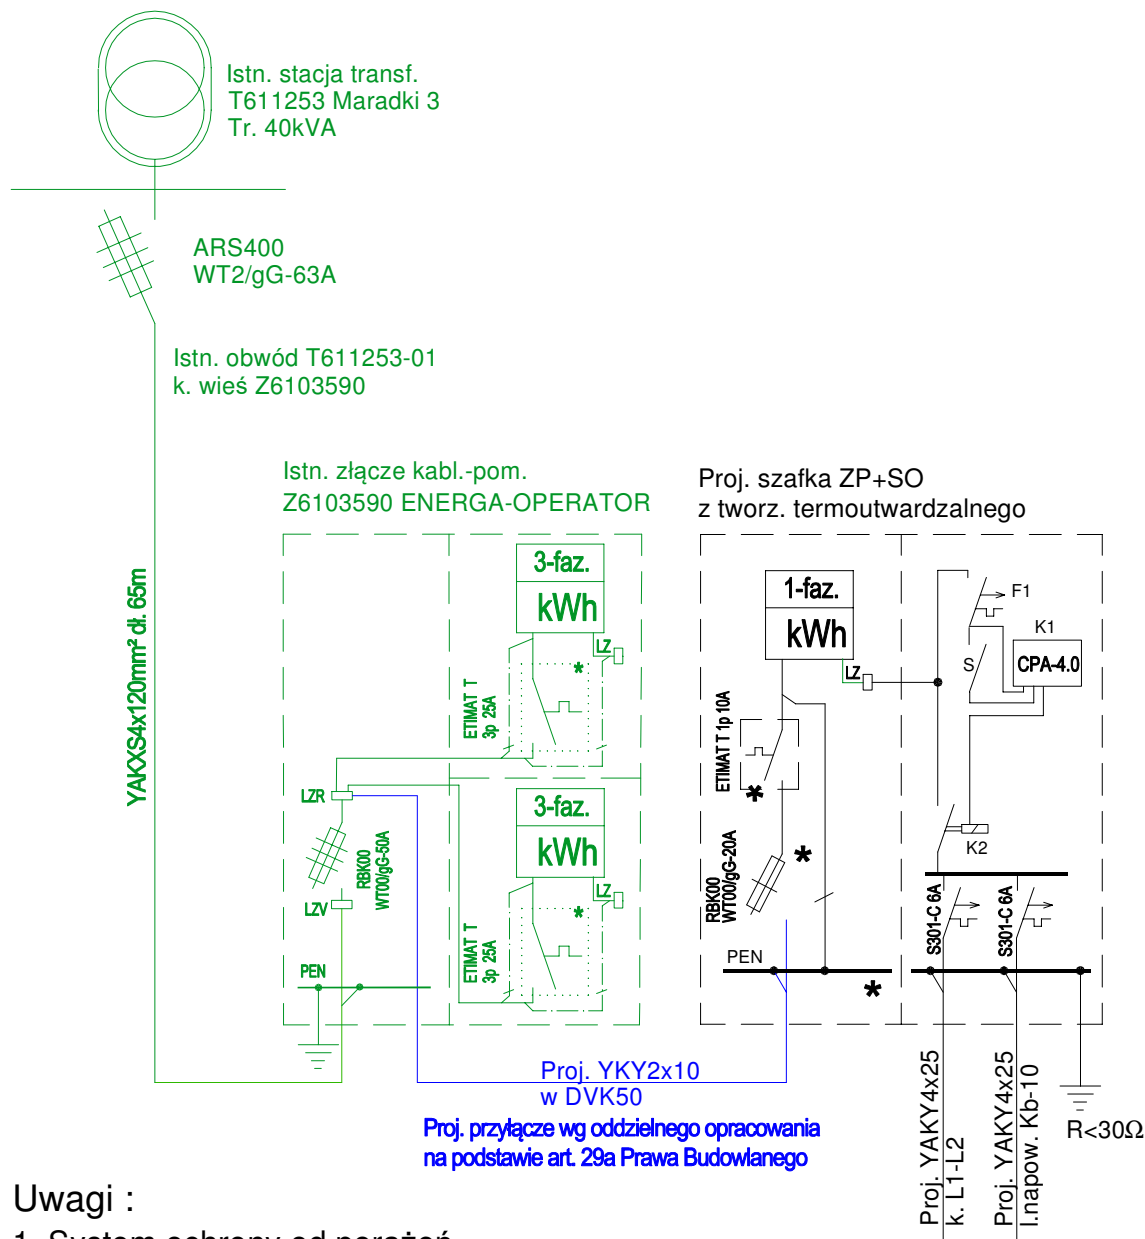 Istn. stacja transf.
T611253 Maradki 3
Tr. 40kVA
ARS400
WT2/gG-63A
Istn. obwód T611253-01
k. wieś Z6103590
YAKXS4x120mm² dł. 65m
Istn. złącze kabl.-pom.
Z6103590 ENERGA-OPERATOR
3-faz.
kWh
LZ
*
ETIMAT T
3p 25A
LZR
RBK00
WT00/gG-50A
LZV
PEN
3-faz.
kWh
LZ
*
ETIMAT T
3p 25A
Proj. szafka ZP+SO
z tworz. termoutwardzalnego
1-faz.
kWh
LZ
ETIMAT T 1p 10A
*
RBK00
WT00/gG-20A
*
PEN
*
F1
K1
S
CPA-4.0
K2
S301-C 6A
S301-C 6A
Proj. YKY2x10
w DVK50
Proj. przyłącze wg oddzielnego opracowania
na podstawie art. 29a Prawa Budowlanego
Proj. YAKY4x25
k. L1-L2
Proj. YAKY4x25
l.napow. Kb-10
R<30Ω
Uwagi :
1. System ochrony od porażeń